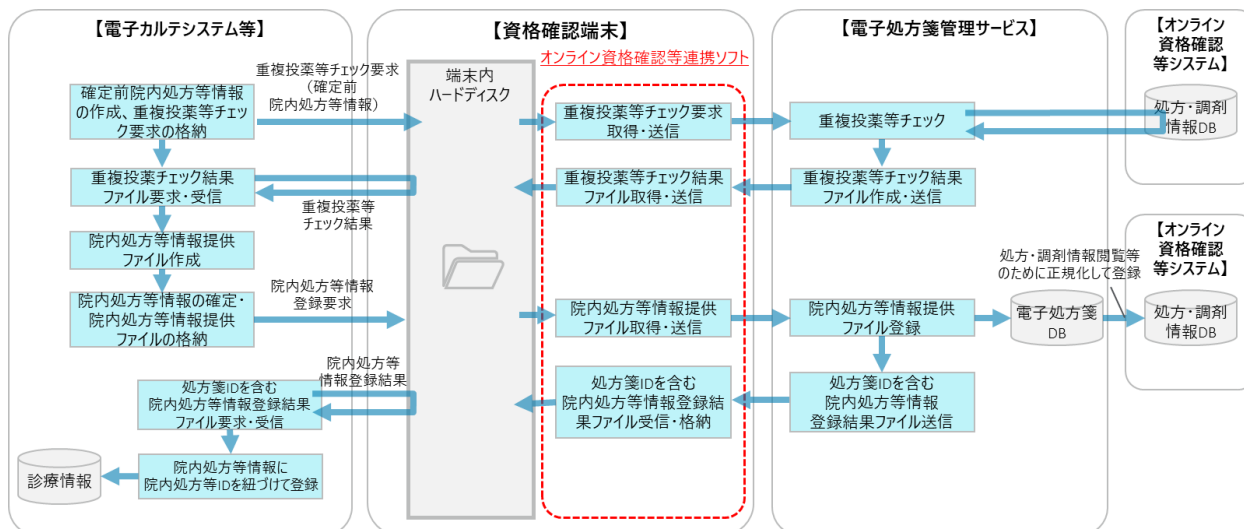 【電子カルテシステム等】
確定前院内処方等情報
の作成、重複投薬等チェッ
ク要求の格納
重複投薬チェック結果
ファイル要求・受信
院内処方等情報提供
ファイル作成
院内処方等情報の確定・
院内処方等情報提供
ファイルの格納
処方箋IDを含む
院内処方等情報登録結果
ファイル要求・受信
院内処方等情報に
院内処方等IDを紐づけて登録
診療情報
重複投薬等チェック要求
(確定前
院内処方等情報)
重複投薬等
チェック結果
院内処方等情報
登録要求
院内処方等
情報登録結果
【資格確認端末】
端末内
ハードディスク
オンライン資格確認等連携ソフト
重複投薬等チェック要求
取得・送信
重複投薬等チェック結果
ファイル取得・送信
院内処方等情報提供
ファイル取得・送信
処方箋IDを含む
院内処方等情報登録結
果ファイル受信・格納
【電子処方箋管理サービス】
重複投薬等チェック
重複投薬等チェック結果
ファイル作成・送信
院内処方等情報提供
ファイル登録
処方箋IDを含む
院内処方等情報
登録結果ファイル送信
電子処方箋
DB
処方・調剤情報閲覧等
のために正規化して登録
【オンライン
資格確認
等システム】
処方・調剤
情報DB
【オンライン
資格確認
等システム】
処方・調剤
情報DB